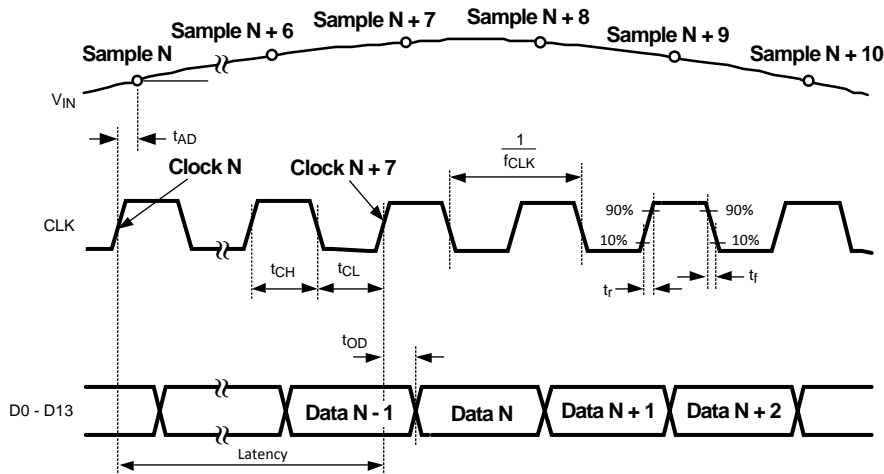 Sample N
Sample N + 6
Sample N + 7
Sample N + 8
Sample N + 9
Sample N + 10
VIN
tAD
Clock N
Clock N + 7
1
fCLK
CLK
90%
90%
10%
10%
tCH
tCL
tr
tf
tOD
D0 - D13
Data N - 1
Data N
Data N + 1
Data N + 2
Latency